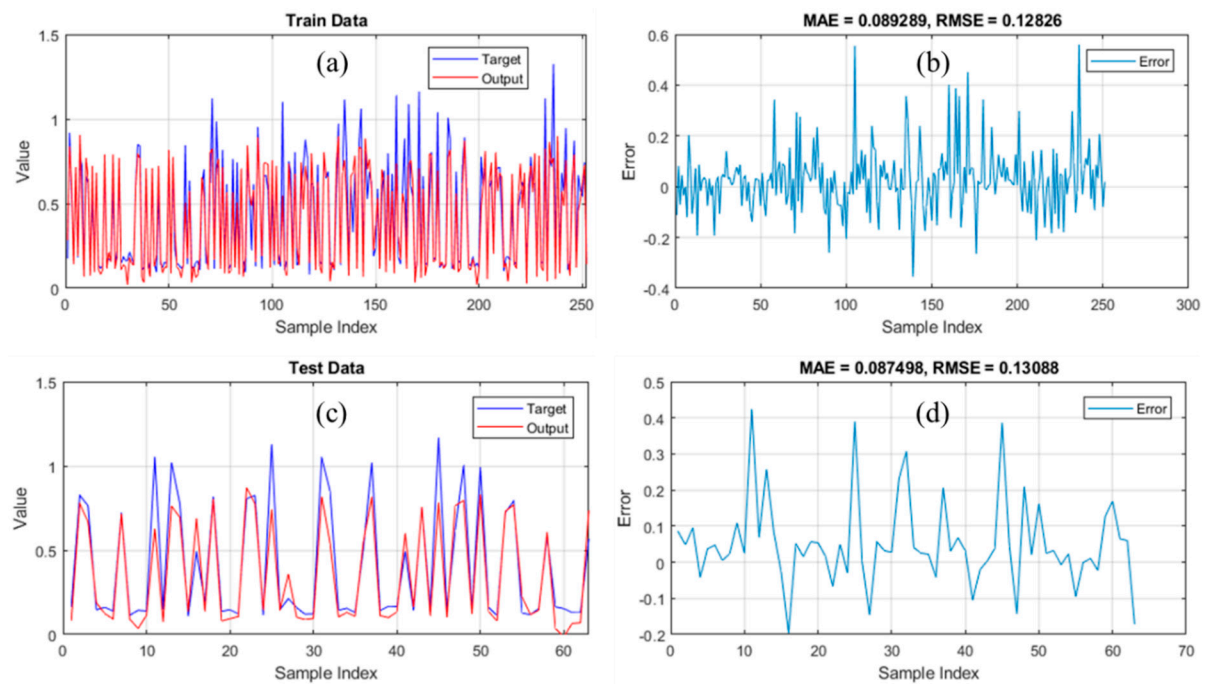 Train Data
1.5
1
0.5
0
Value
(a)
Target
Output
0 50 100 150 200 250
Sample Index
MAE = 0.089289, RMSE = 0.12826
0.6
0.4
0.2
0
-0.2
-0.4
Error
(b)
Error
0 50 100 150 200 250 300
Sample Index
Test Data
1.5
1
0.5
0
Value
(c)
Target
Output
0 10 20 30 40 50 60
Sample Index
MAE = 0.087498, RMSE = 0.13088
0.5
0.4
0.3
0.2
0.1
0
-0.1
-0.2
Error
(d)
Error
0 10 20 30 40 50 60 70
Sample Index